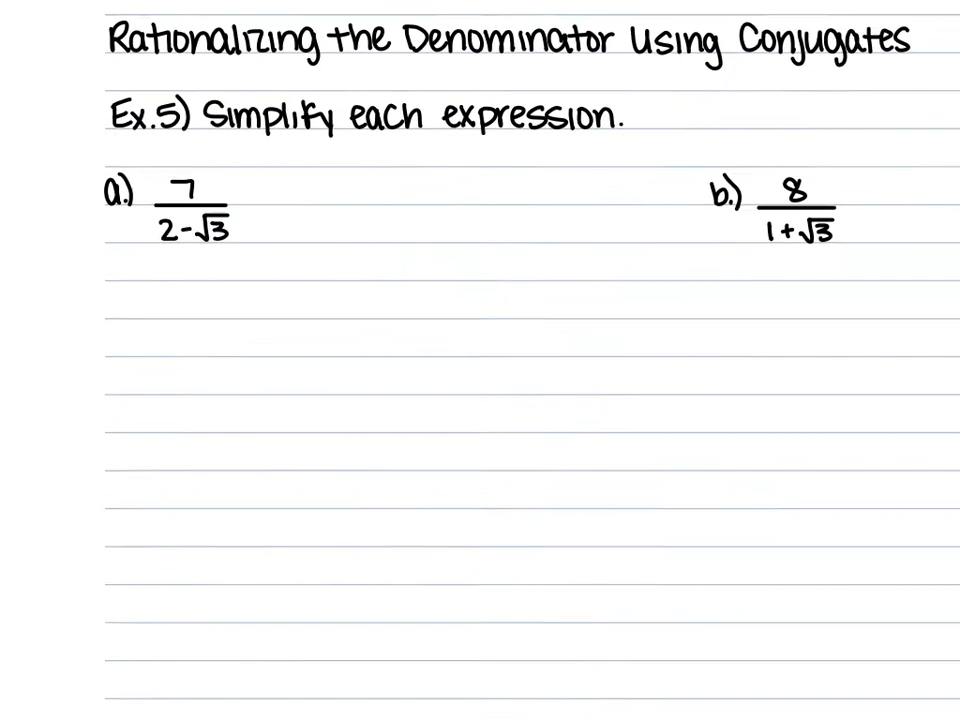 Rationalizing the Denominator Using Conjugates
Ex.5) Simplify each expression.
a.) 7/(2-√3) b.) 8/(1+√3)